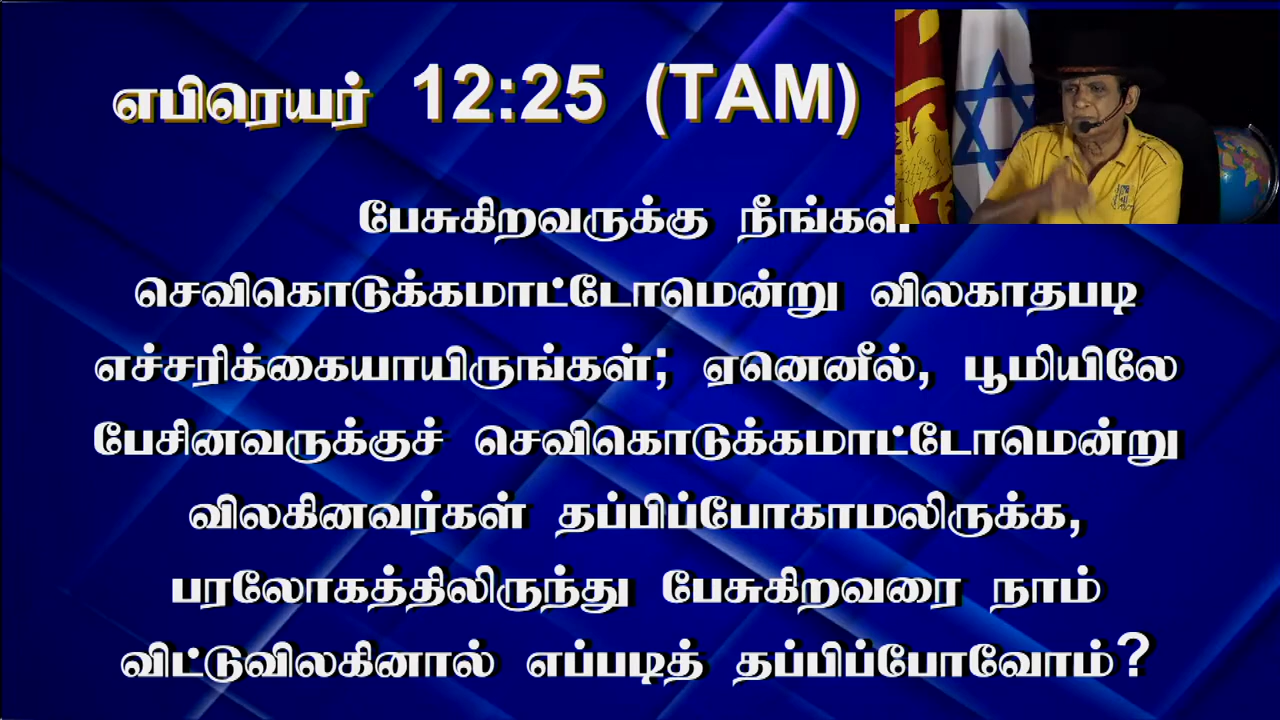 எபிரெயர் 12:25 (TAM)
பேசுகிறவருக்கு நீங்கள்
செவிகொடுக்கமாட்டோமென்று விலகாதபடி
எச்சரிக்கையாயிருங்கள்; ஏனெனில், பூமியிலே
பேசினவருக்குச் செவிகொடுக்கமாட்டோமென்று
விலகினவர்கள் தப்பிப்போகாமலிருக்க,
பரலோகத்திலிருந்து பேசுகிறவரை நாம்
விட்டுவிலகினால் எப்படித் தப்பிப்போவோம்?